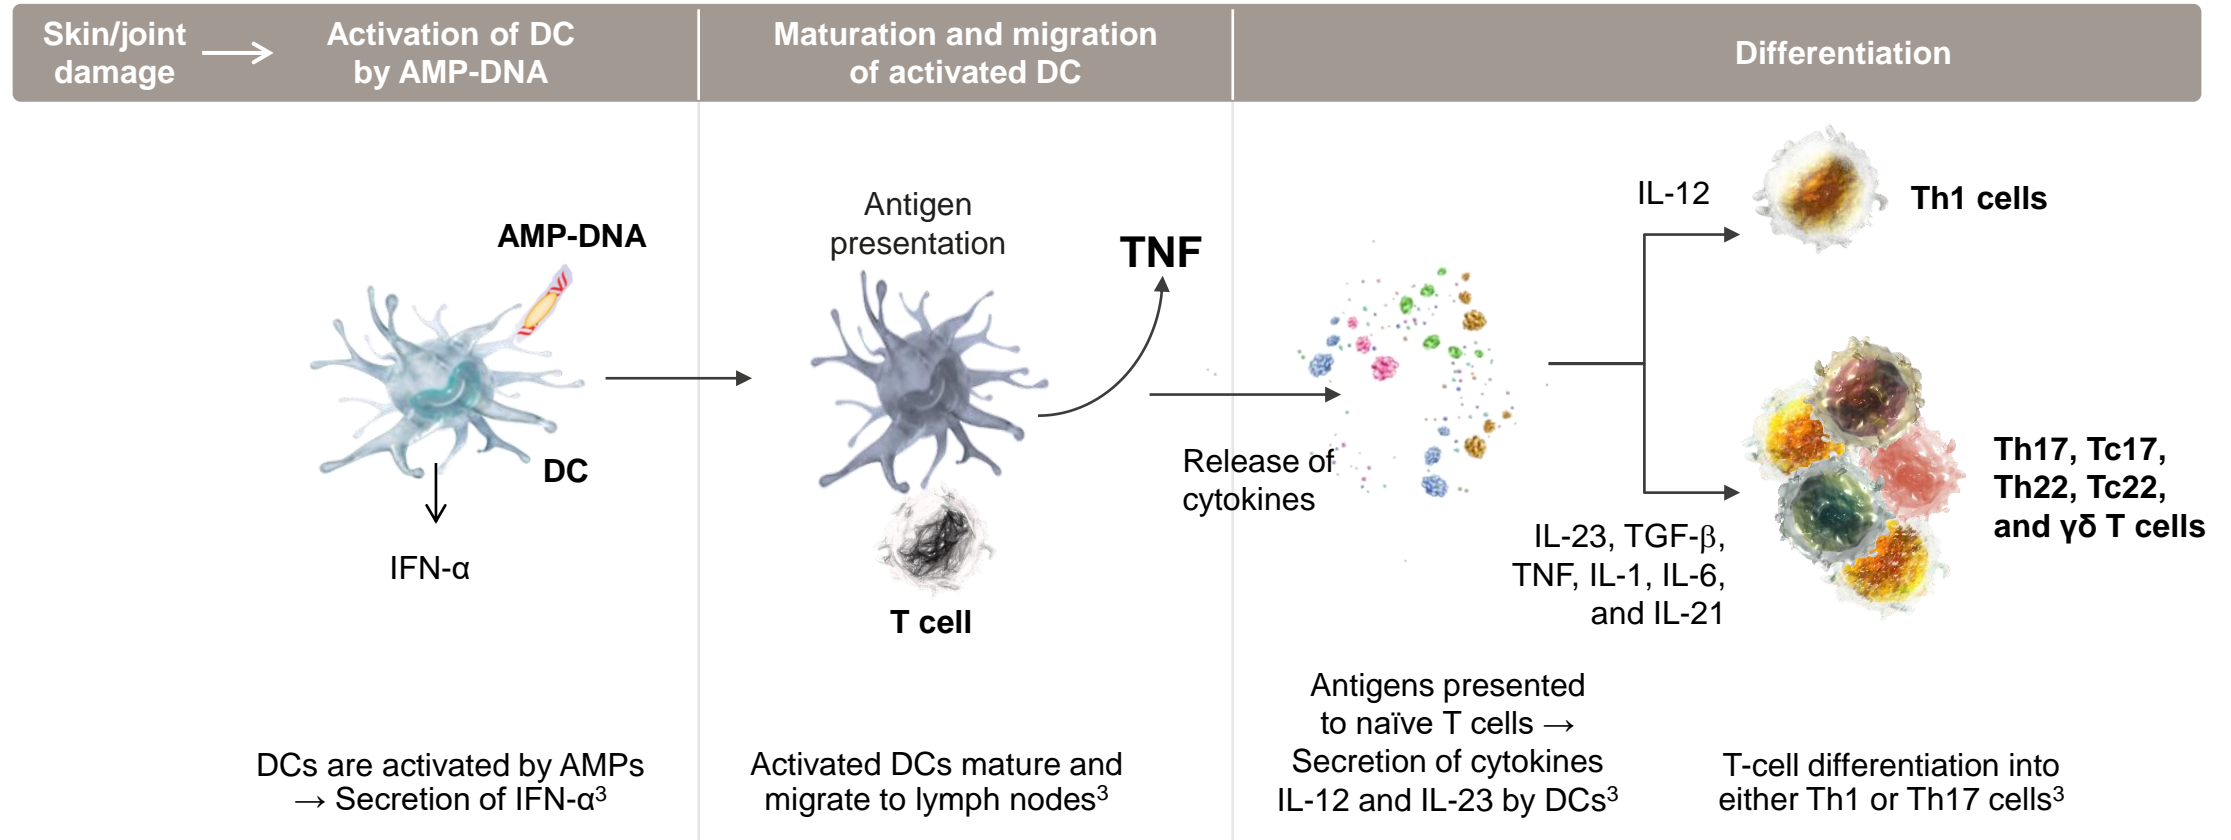 Skin/joint
damage
Activation of DC
by AMP-DNA
Maturation and migration
of activated DC
Differentiation
AMP-DNA
DC
IFN-α
DCs are activated by AMPs
→ Secretion of IFN-α³
Antigen
presentation
TNF
T cell
Activated DCs mature and
migrate to lymph nodes³
Release of
cytokines
Antigens presented
to naïve T cells →
Secretion of cytokines
IL-12 and IL-23 by DCs³
IL-12
Th1 cells
IL-23, TGF-β,
TNF, IL-1, IL-6,
and IL-21
Th17, Tc17,
Th22, Tc22,
and γδ T cells
T-cell differentiation into
either Th1 or Th17 cells³